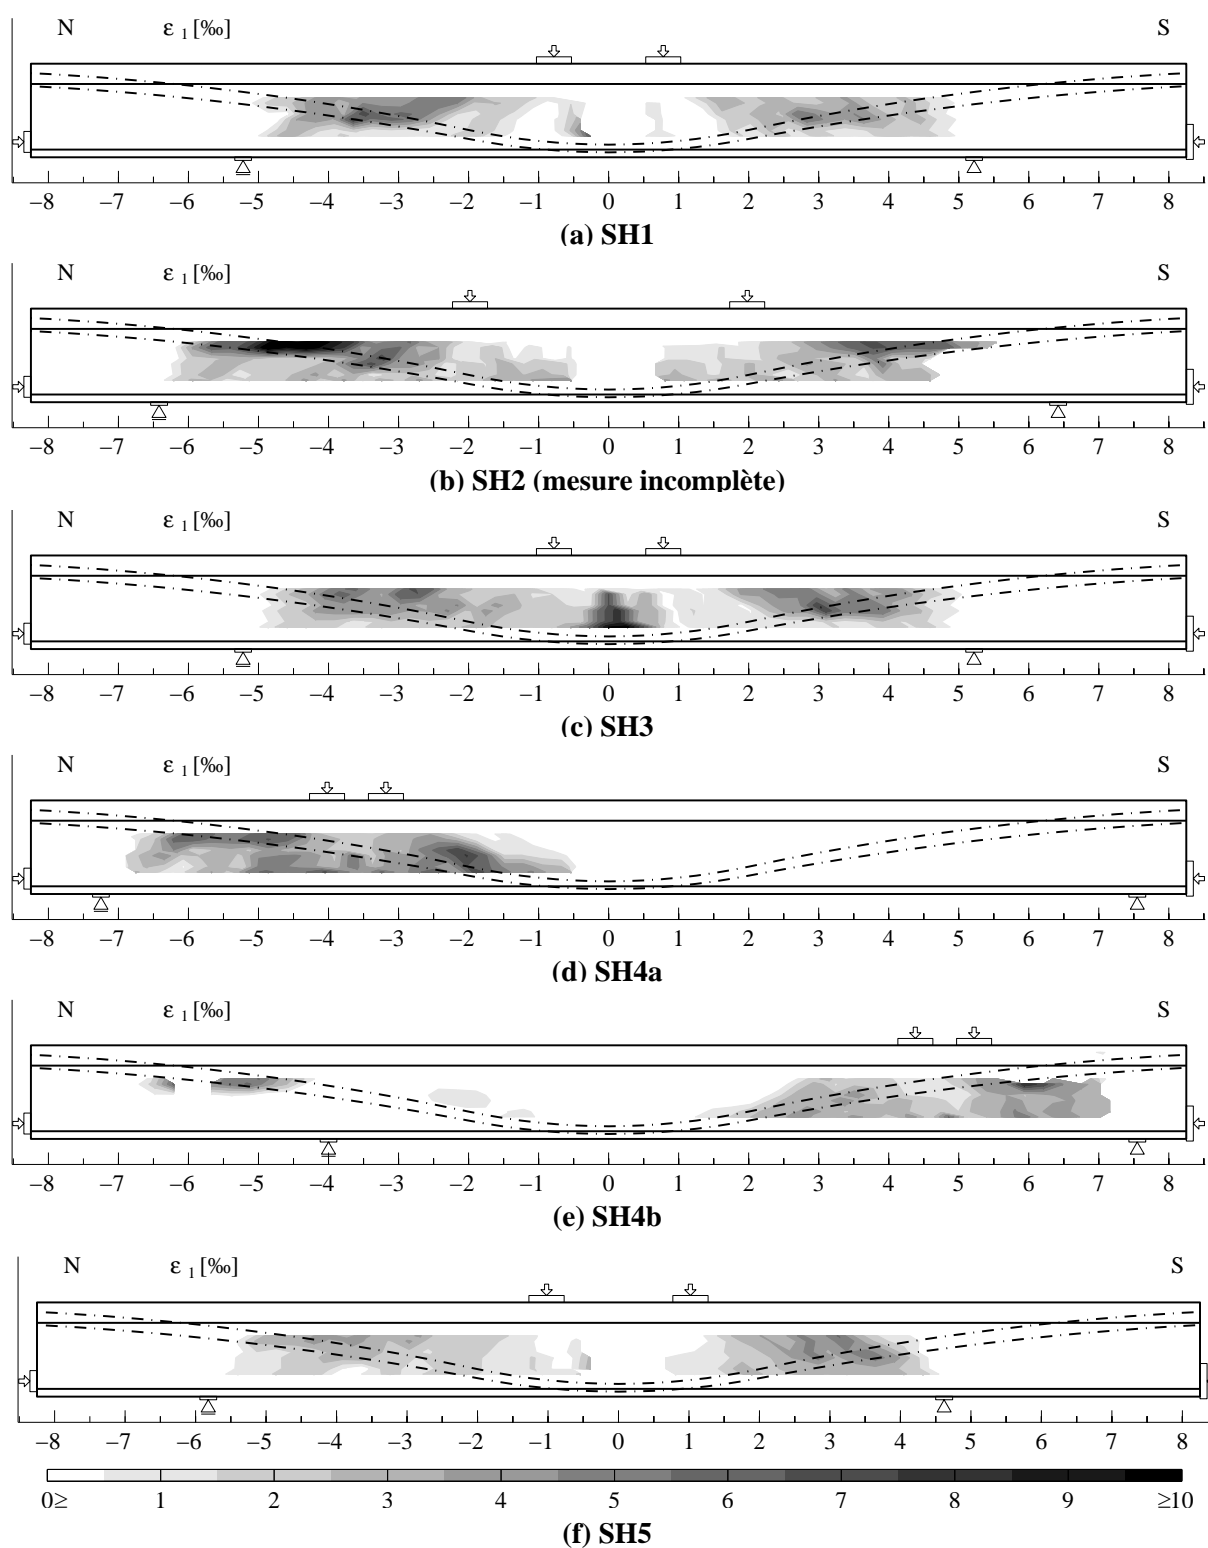 N ε 1 [‰] S
–8 –7 –6 –5 –4 –3 –2 –1 0 1 2 3 4 5 6 7 8
(a) SH1
N ε 1 [‰] S
–8 –7 –6 –5 –4 –3 –2 –1 0 1 2 3 4 5 6 7 8
(b) SH2 (mesure incomplète)
N ε 1 [‰] S
–8 –7 –6 –5 –4 –3 –2 –1 0 1 2 3 4 5 6 7 8
(c) SH3
N ε 1 [‰] S
–8 –7 –6 –5 –4 –3 –2 –1 0 1 2 3 4 5 6 7 8
(d) SH4a
N ε 1 [‰] S
–8 –7 –6 –5 –4 –3 –2 –1 0 1 2 3 4 5 6 7 8
(e) SH4b
N ε 1 [‰] S
–8 –7 –6 –5 –4 –3 –2 –1 0 1 2 3 4 5 6 7 8
0≥ 1 2 3 4 5 6 7 8 9 ≥10
(f) SH5